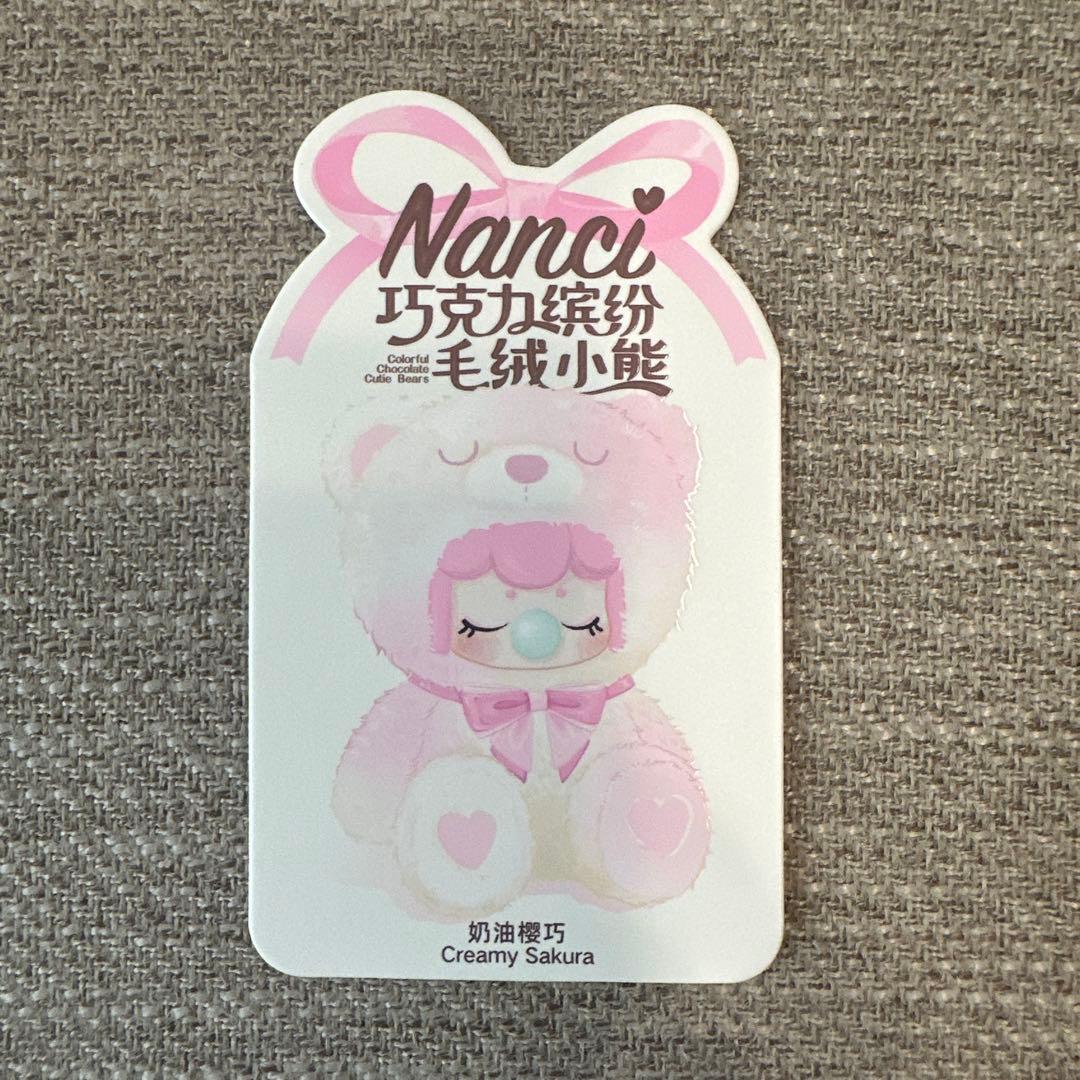 Nanci
巧克力缤纷
Colorful
Chocolate
Cutie Bears
毛绒小熊
奶油樱巧
Creamy Sakura